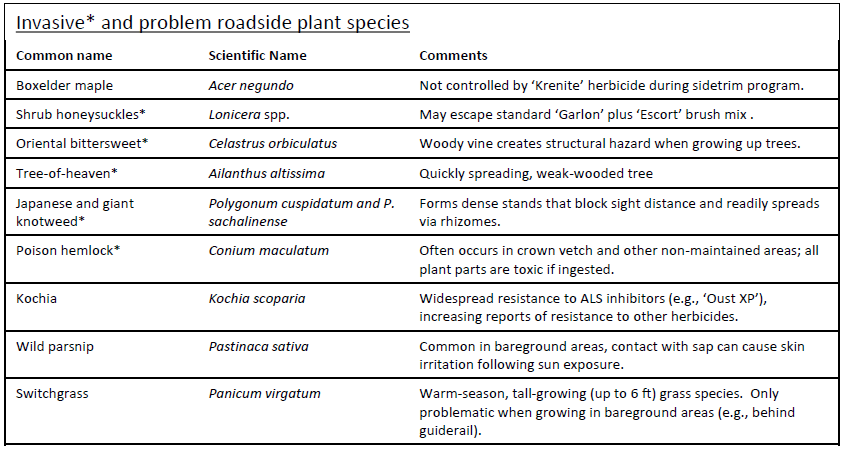 Invasive* and problem roadside plant species
Common name Scientific Name Comments
Boxelder maple Acer negundo Not controlled by ‘Krenite’ herbicide during sidetrim program.
Shrub honeysuckles* Lonicera spp. May escape standard ‘Garlon’ plus ‘Escort’ brush mix .
Oriental bittersweet* Celastrus orbiculatus Woody vine creates structural hazard when growing up trees.
Tree-of-heaven* Ailanthus altissima Quickly spreading, weak-wooded tree
Japanese and giant Polygonum cuspidatum and P. Forms dense stands that block sight distance and readily spreads
knotweed* sachalinense via rhizomes.
Poison hemlock* Conium maculatum Often occurs in crown vetch and other non-maintained areas; all
plant parts are toxic if ingested.
Kochia Kochia scoparia Widespread resistance to ALS inhibitors (e.g., ‘Oust XP’),
increasing reports of resistance to other herbicides.
Wild parsnip Pastinaca sativa Common in bareground areas, contact with sap can cause skin
irritation following sun exposure.
Switchgrass Panicum virgatum Warm-season, tall-growing (up to 6 ft) grass species. Only
problematic when growing in bareground areas (e.g., behind
guiderail).